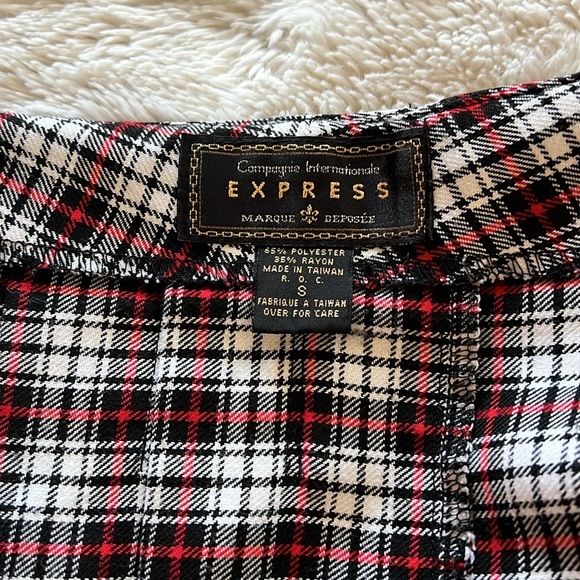 Compagnie Internationale
EXPRESS
MARQUE DEPOSÉE
65% POLYESTER
35% RAYON
MADE IN TAIWAN
R. O. C.
S
FABRIQUE A TAIWAN
OVER FOR CARE